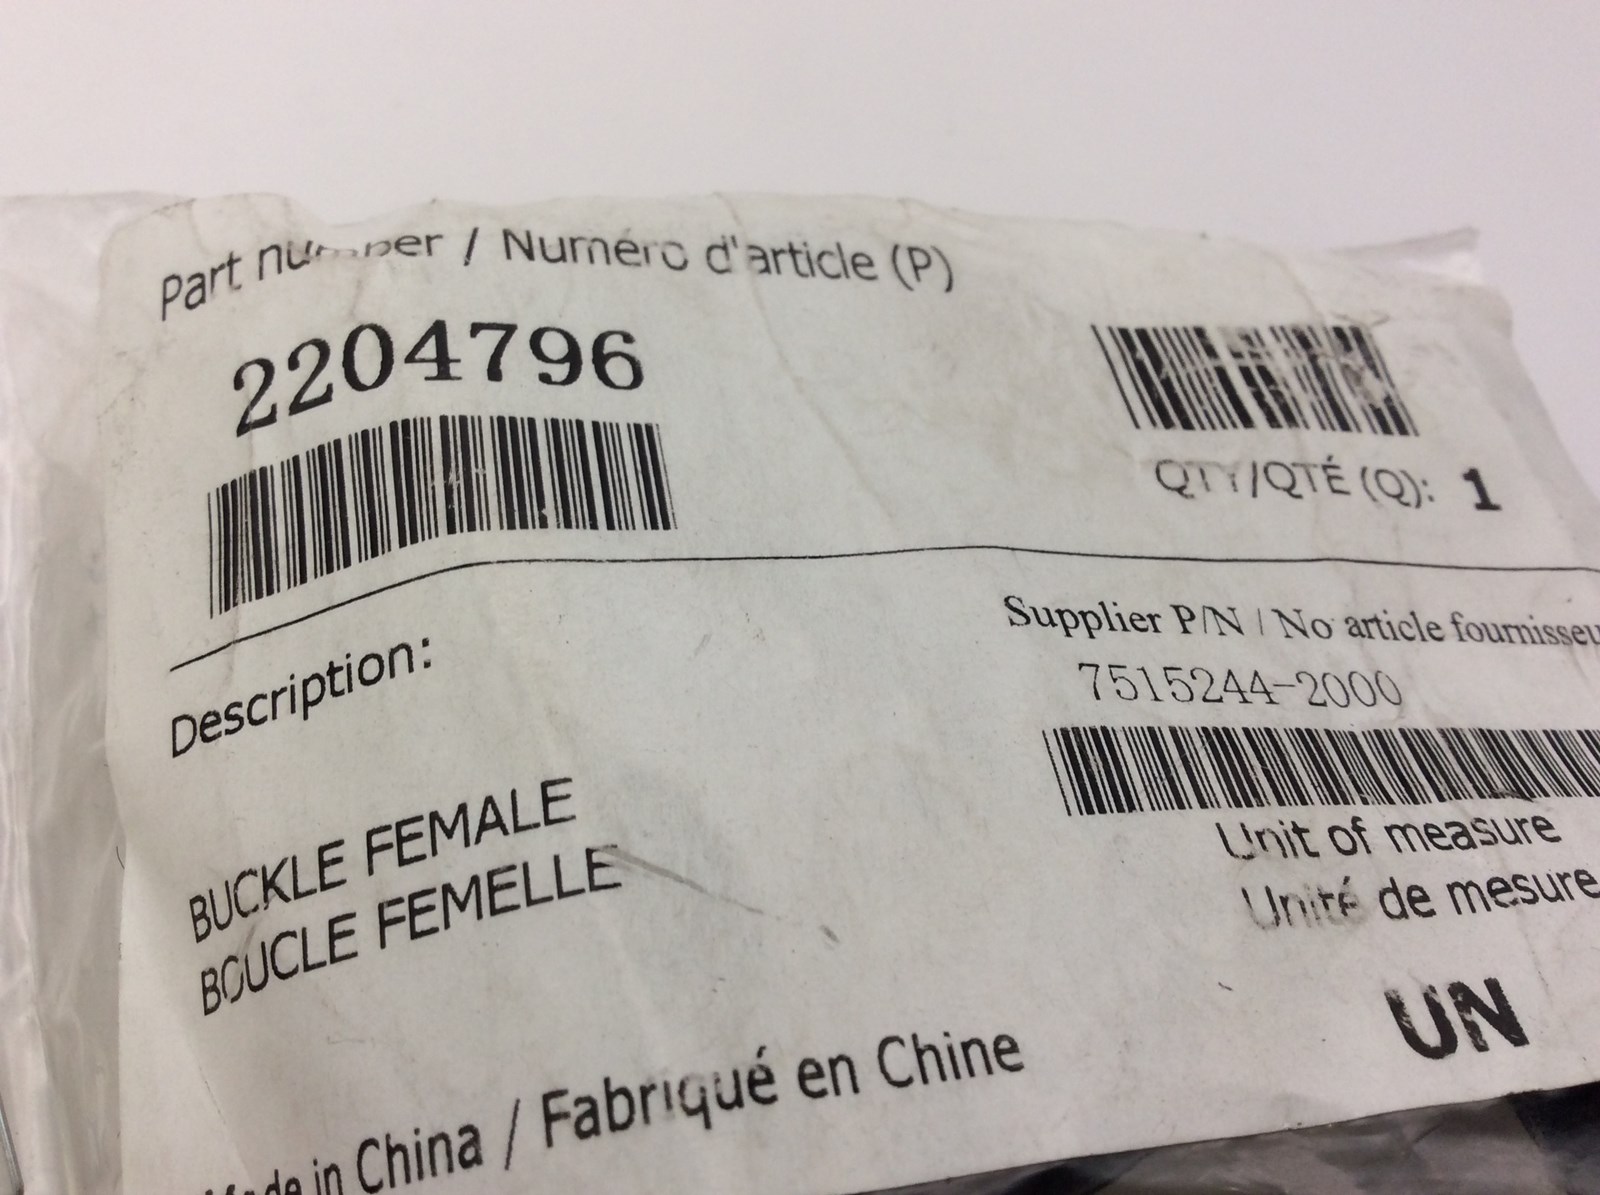 Part number / Numéro d'article (P)
2204796
QTY/QTÉ (Q): 1
Description:
Supplier P/N / No article fournisseu
7515244-2000
BUCKLE FEMALE
BOUCLE FEMELLE
Unit of measure
Unité de mesure
UN
Made in China / Fabriqué en Chine